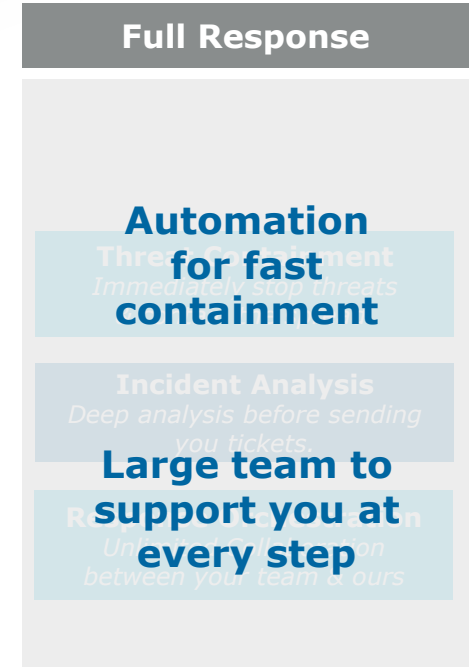 Full Response
Automation
for fast
containment
Threat Containment
Immediately stop threats
Incident Analysis
Deep analysis before sending
you tickets.
Large team to
support you at
every step
Unlimited Collaboration
between your team & ours